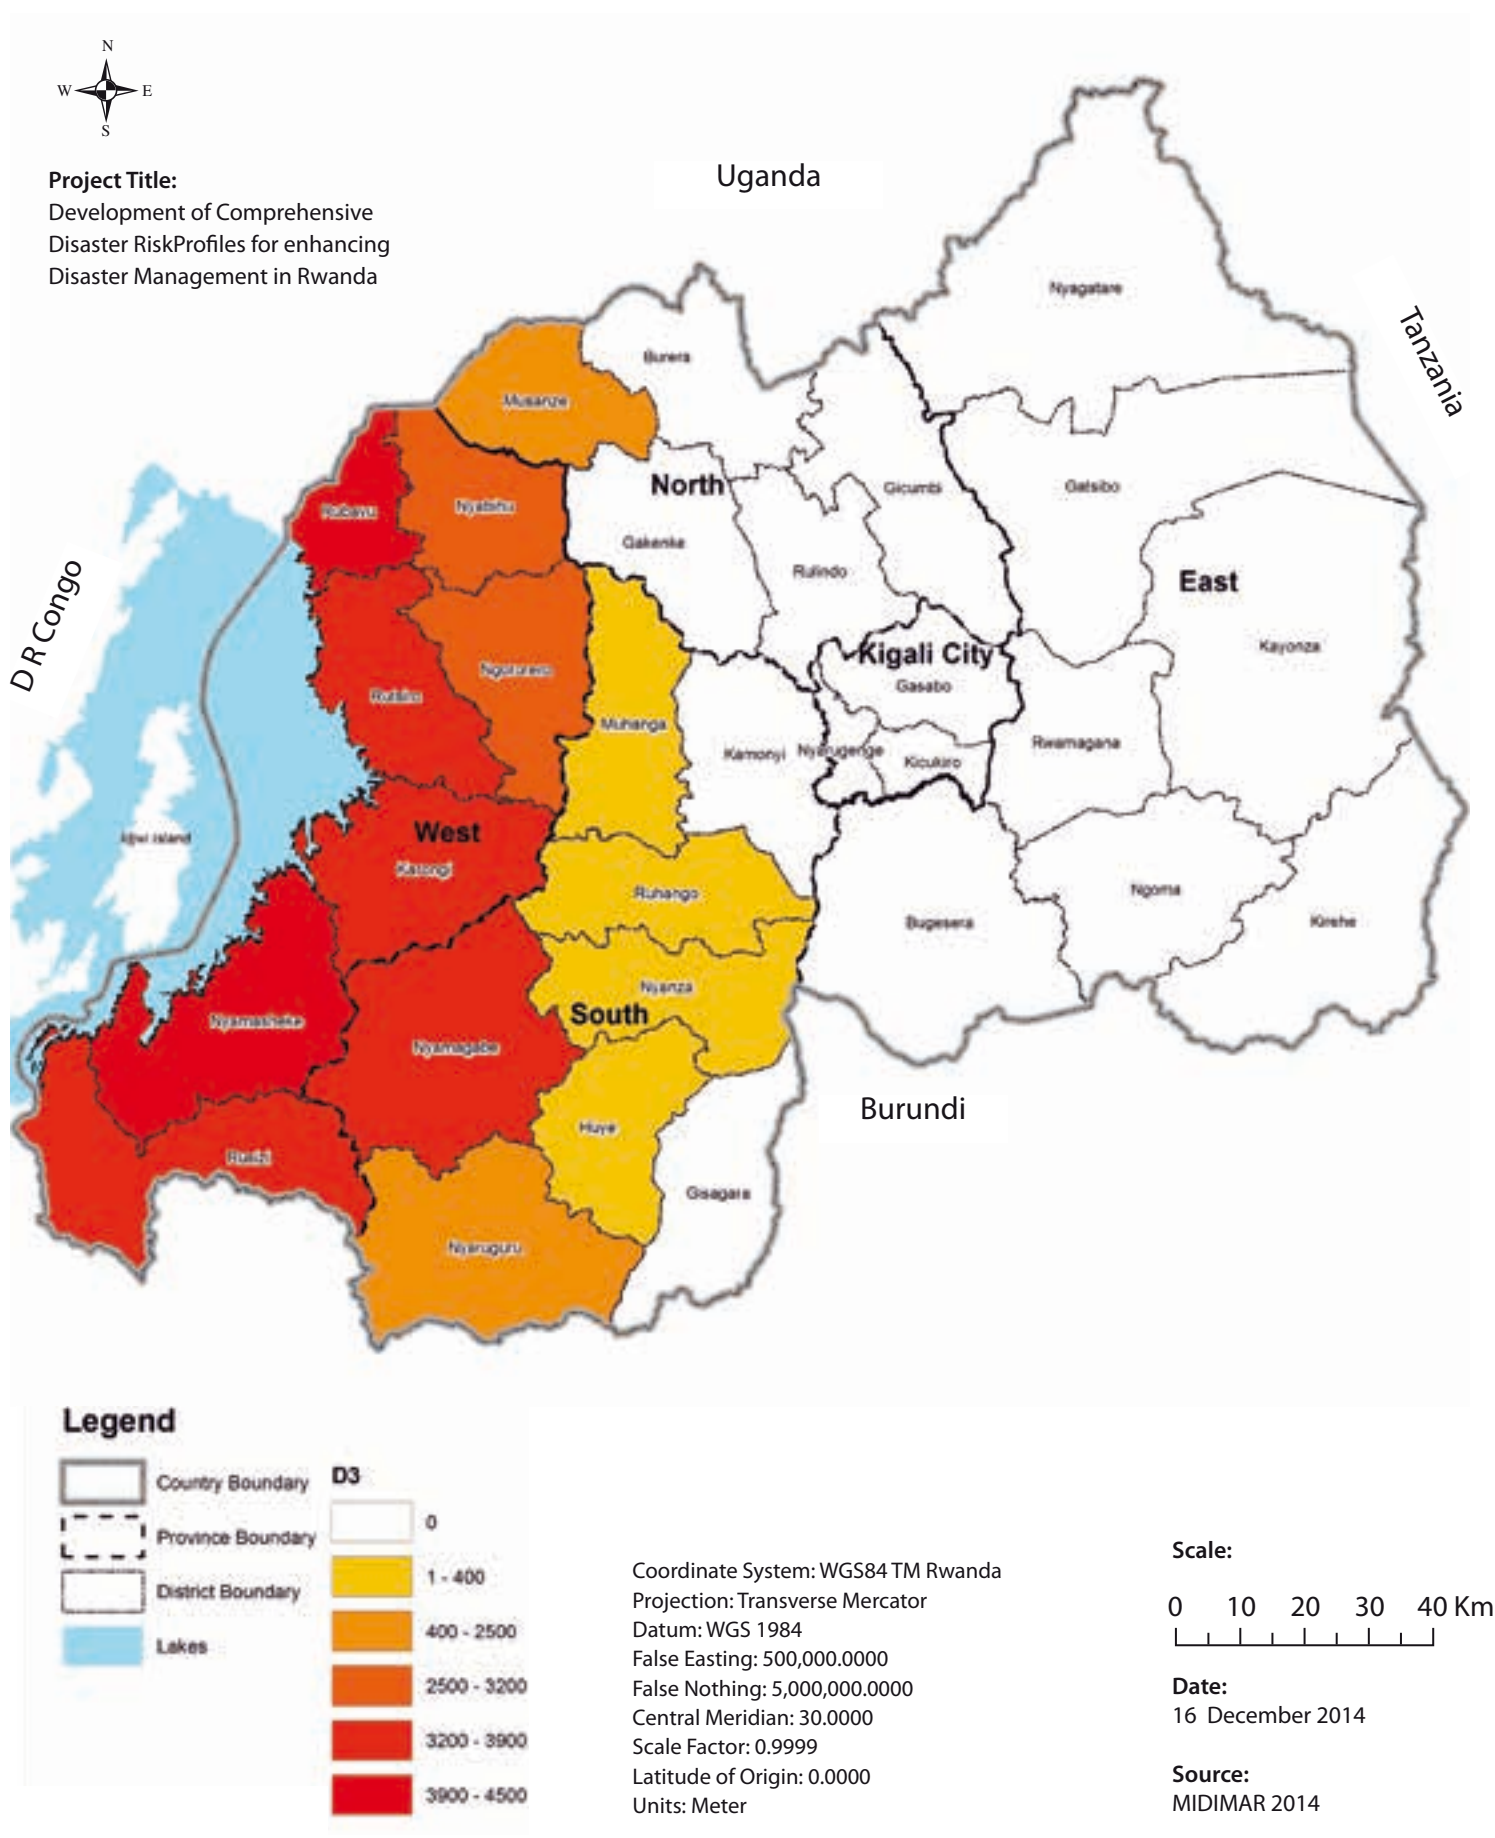 N
W E
S
Project Title:
Development of Comprehensive
Disaster RiskProfiles for enhancing
Disaster Management in Rwanda
Uganda
Tanzania
D R Congo
Burundi
Nyagatare
Burera
Musanze
North
Gicumbi
Gatsibo
Rubavu
Nyabihu
Gakenke
Rulindo
East
Kayonza
Kigali City
Gasabo
Ngororero
Rutsiro
Muhanga
Kamonyi
Nyarugenge
Kicukiro
Rwamagana
Idjwi Island
West
Karongi
Ruhango
Bugesera
Ngoma
Kirehe
Nyanza
South
Nyamasheke
Nyamagabe
Huye
Rusizi
Gisagara
Nyaruguru
Legend
Country Boundary
Province Boundary
District Boundary
Lakes
D3
0
1 - 400
400 - 2500
2500 - 3200
3200 - 3900
3900 - 4500
Coordinate System: WGS84 TM Rwanda
Projection: Transverse Mercator
Datum: WGS 1984
False Easting: 500,000.0000
False Nothing: 5,000,000.0000
Central Meridian: 30.0000
Scale Factor: 0.9999
Latitude of Origin: 0.0000
Units: Meter
Scale:
0 10 20 30 40 Km
Date:
16 December 2014
Source:
MIDIMAR 2014